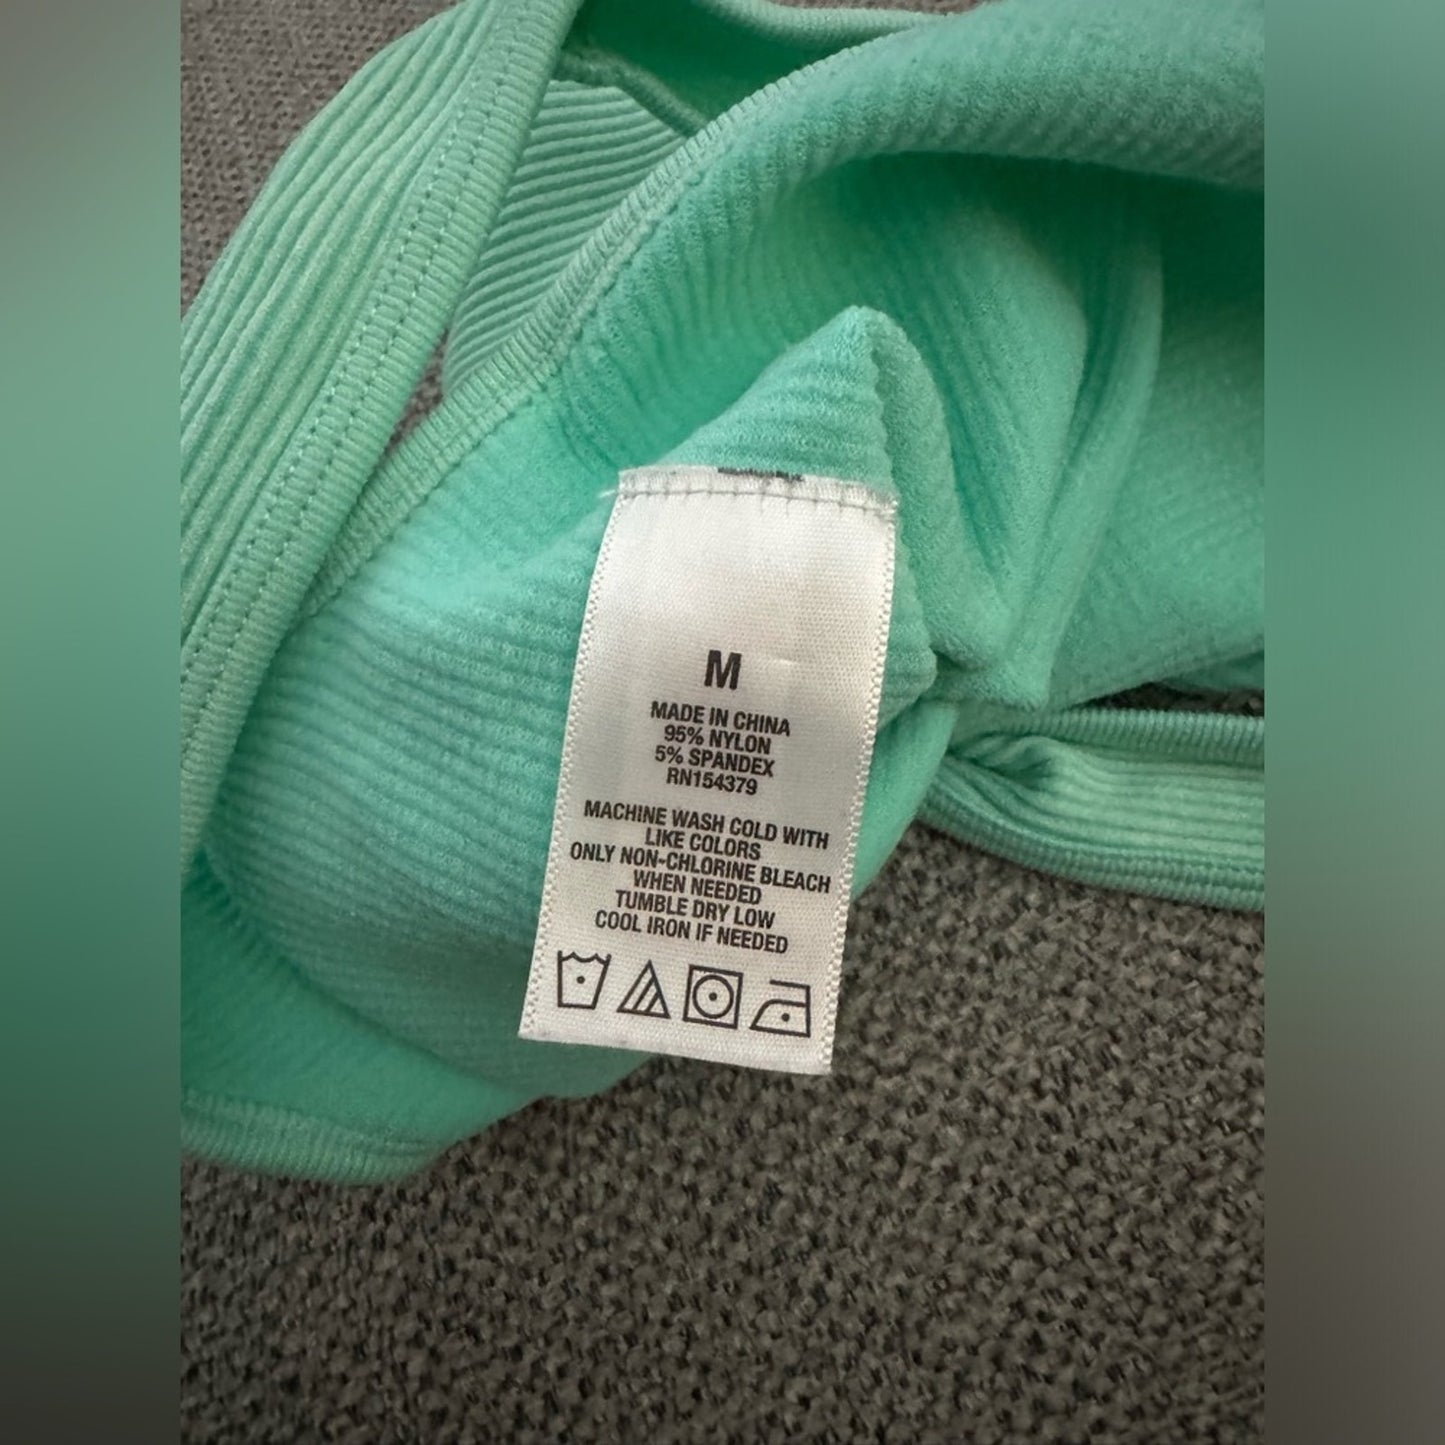 M
MADE IN CHINA
95% NYLON
5% SPANDEX
RN154379
MACHINE WASH COLD WITH
LIKE COLORS
ONLY NON-CHLORINE BLEACH
WHEN NEEDED
TUMBLE DRY LOW
COOL IRON IF NEEDED